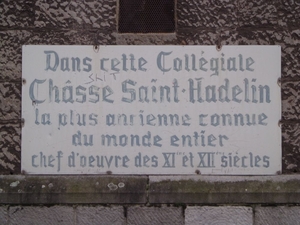 Dans cette Collégiale
Châsse Saint-Hadelin
la plus ancienne connue
du monde entier
chef d'oeuvre des XI et XII siècles